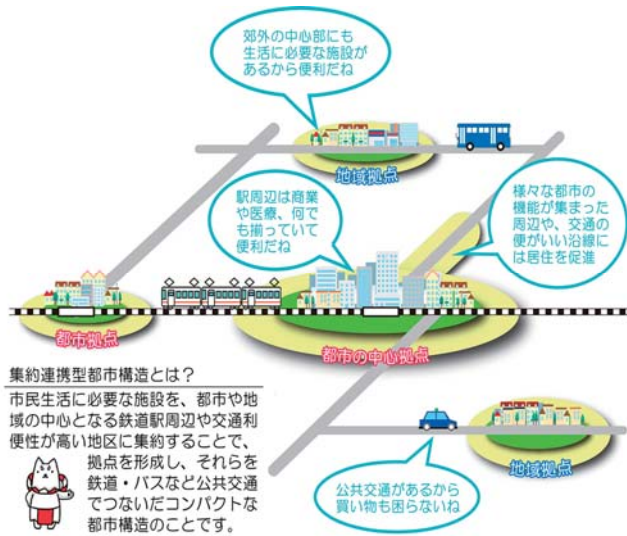 郊外の中心部にも
生活に必要な施設が
あるから便利だね
地域拠点
様々な都市の
機能が集まった
周辺や、交通の
便がいい沿線に
は居住を促進
駅周辺は商業
や医療、何で
も揃っていて
便利だね
都市拠点
都市の中心拠点
集約連携型都市構造とは？
市民生活に必要な施設を、都市や地
域の中心となる鉄道駅周辺や交通利
便性が高い地区に集約することで、
拠点を形成し、それらを
鉄道・バスなど公共交通
でつないだコンパクトな
都市構造のことです。
地域拠点
公共交通があるから
買い物も困らないね